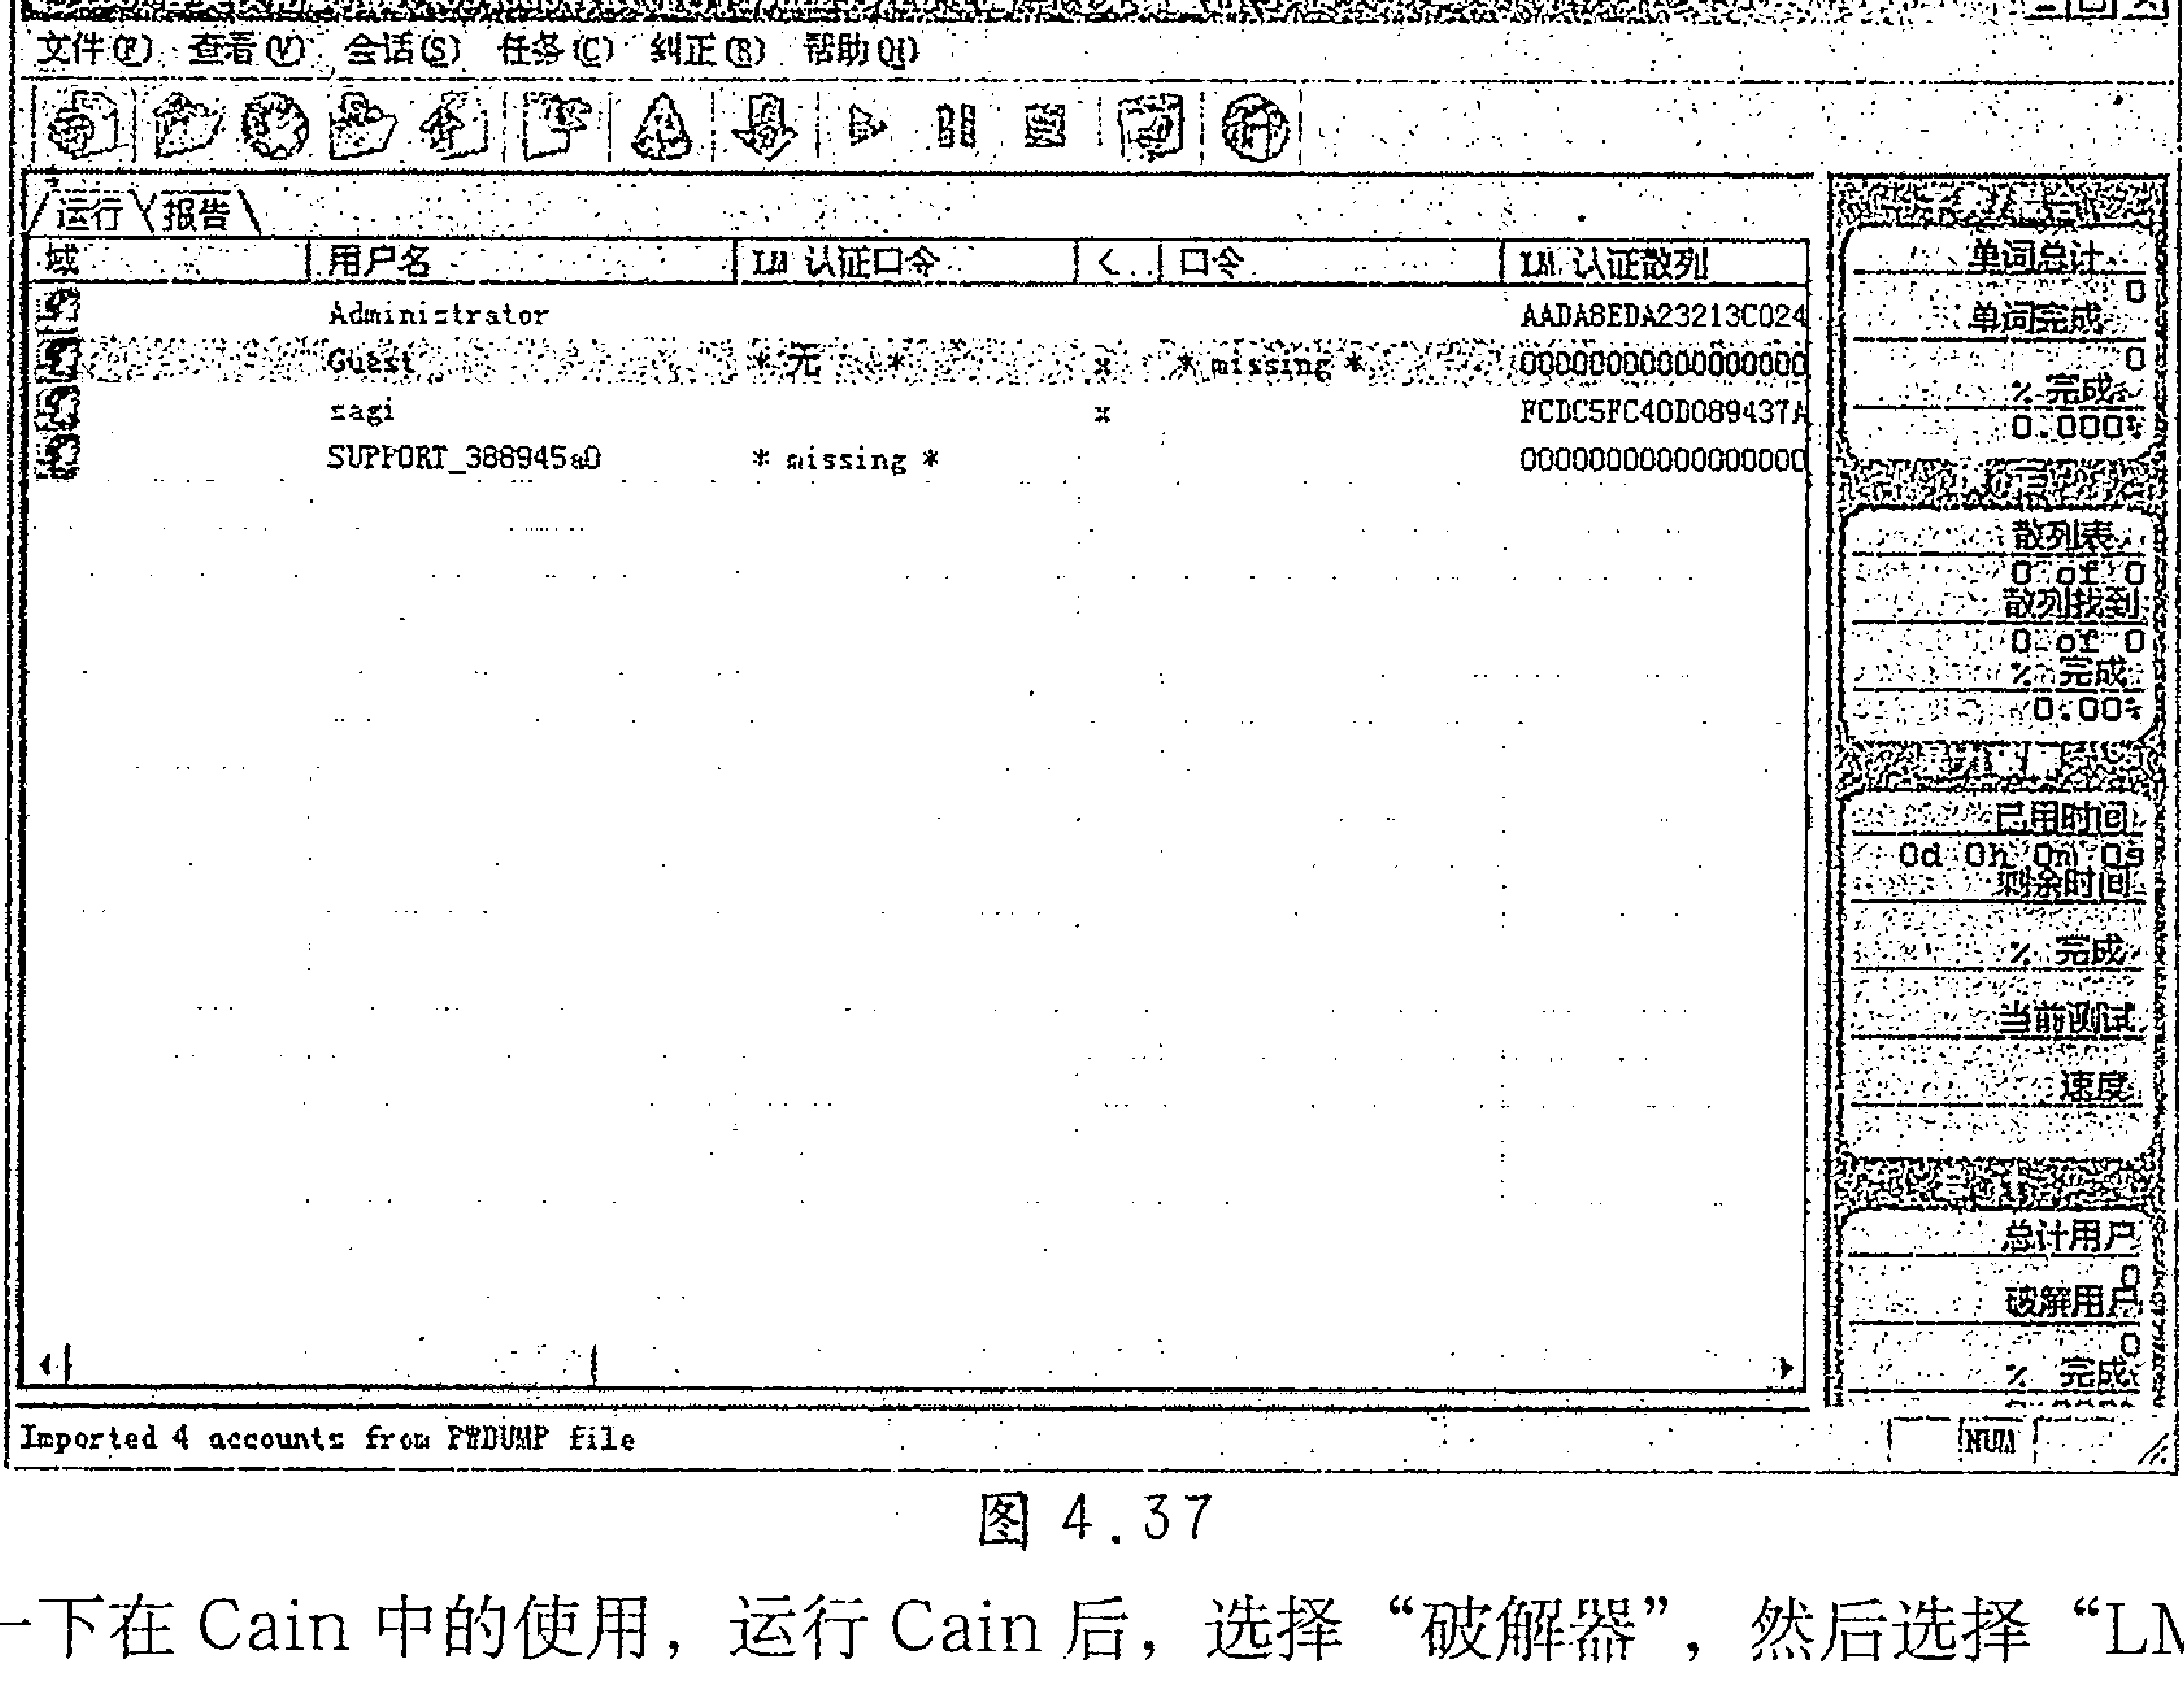 文件(F) 查看(V) 会话(S) 任务(C) 纠正(R) 帮助(H)
运行 报告
域 用户名 LM 认证口令 <.. 口令 LM 认证散列
Administrator AADA8EDA23213C024
Guest * 无 * x * missing * 00000000000000000
zagi x FCDC5FC40B089437A
SUPPORT_388945a0 * missing * 00000000000000000
单词总计
0
单词完成
0
% 完成
0.000%
散列表
0 of 0
散列找到
0 of 0
% 完成
0.00%
已用时间
0d 0h 0m 0s
剩余时间
% 完成
当前测试
速度
总计用户
0
破解用户
0
% 完成
Imported 4 accounts from PWDUMP file NUM
图 4.37
一下在 Cain 中的使用，运行 Cain 后，选择“破解器”，然后选择“LM